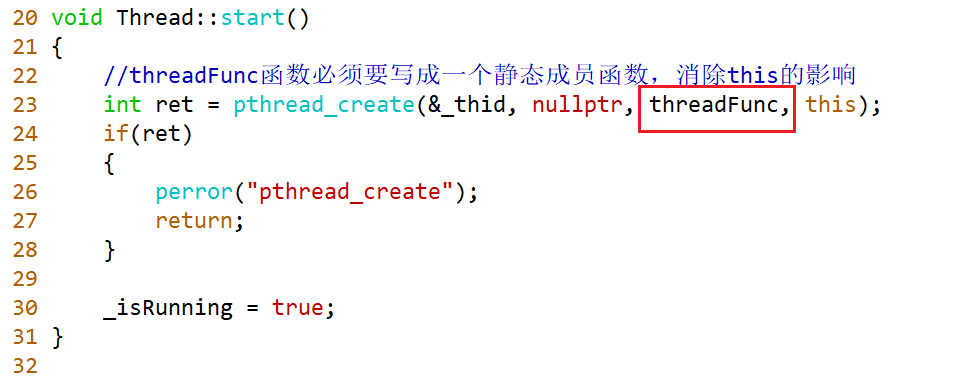 20 void Thread::start()
21 {
22     //threadFunc函数必须要写成一个静态成员函数，消除this的影响
23     int ret = pthread_create(&_thid, nullptr, threadFunc, this);
24     if(ret)
25     {
26         perror("pthread_create");
27         return;
28     }
29
30     _isRunning = true;
31 }
32